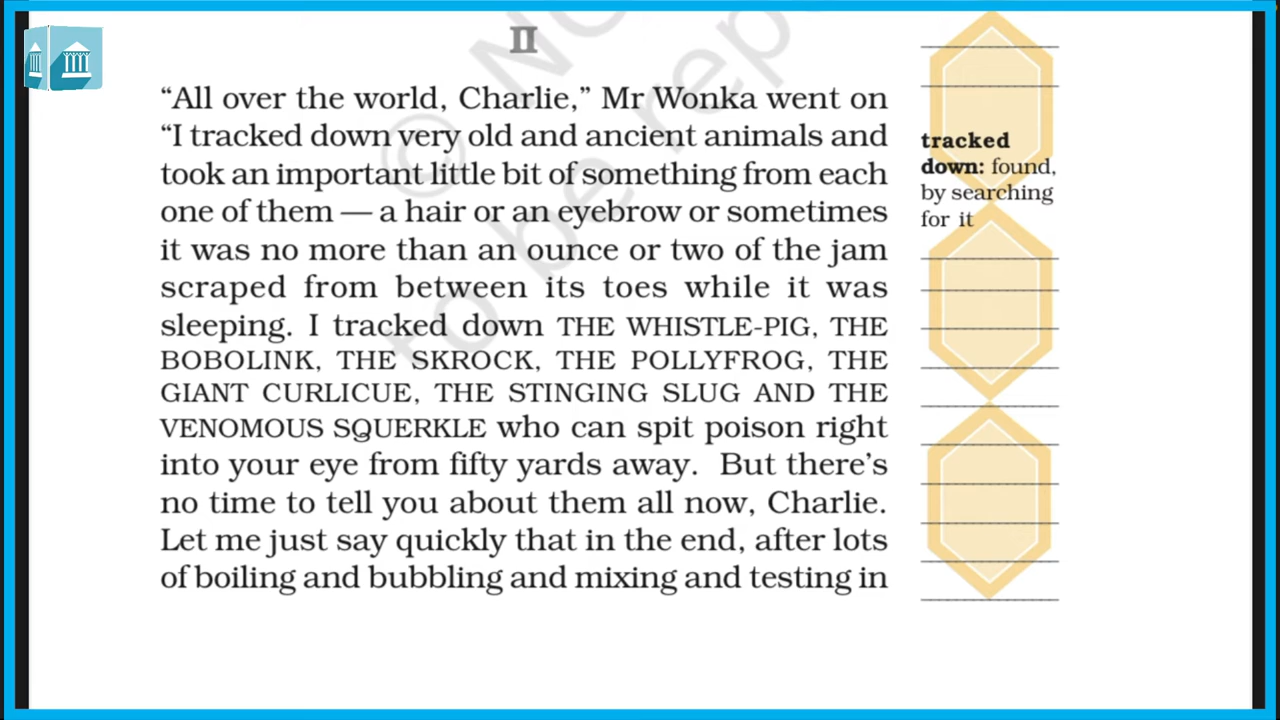 II
“All over the world, Charlie,” Mr Wonka went on
“I tracked down very old and ancient animals and
took an important little bit of something from each
one of them — a hair or an eyebrow or sometimes
it was no more than an ounce or two of the jam
scraped from between its toes while it was
sleeping. I tracked down THE WHISTLE-PIG, THE
BOBOLINK, THE SKROCK, THE POLLYFROG, THE
GIANT CURLICUE, THE STINGING SLUG AND THE
VENOMOUS SQUERKLE who can spit poison right
into your eye from fifty yards away. But there’s
no time to tell you about them all now, Charlie.
Let me just say quickly that in the end, after lots
of boiling and bubbling and mixing and testing in
tracked
down: found,
by searching
for it
© No
to be rep